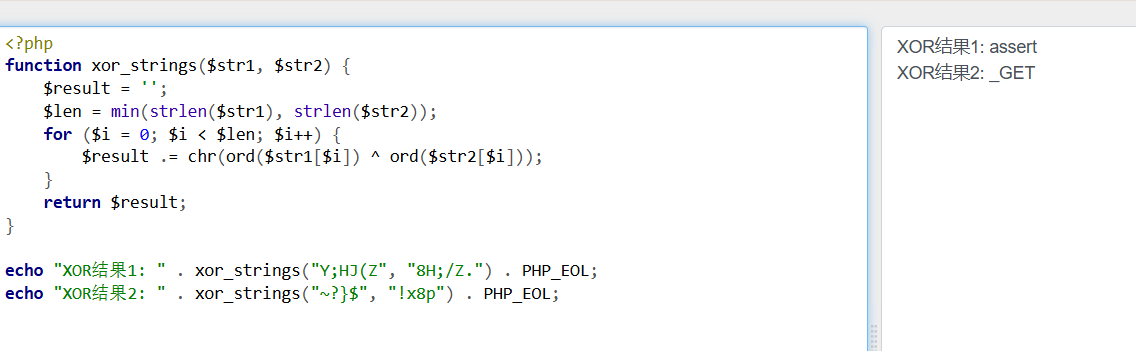 <?php
function xor_strings($str1, $str2) {
    $result = '';
    $len = min(strlen($str1), strlen($str2));
    for ($i = 0; $i < $len; $i++) {
        $result .= chr(ord($str1[$i]) ^ ord($str2[$i]));
    }
    return $result;
}
echo "XOR结果1: " . xor_strings("Y;HJ(Z", "8H;/Z.") . PHP_EOL;
echo "XOR结果2: " . xor_strings("~?}$", "!x8p") . PHP_EOL;
XOR结果1: assert
XOR结果2: _GET